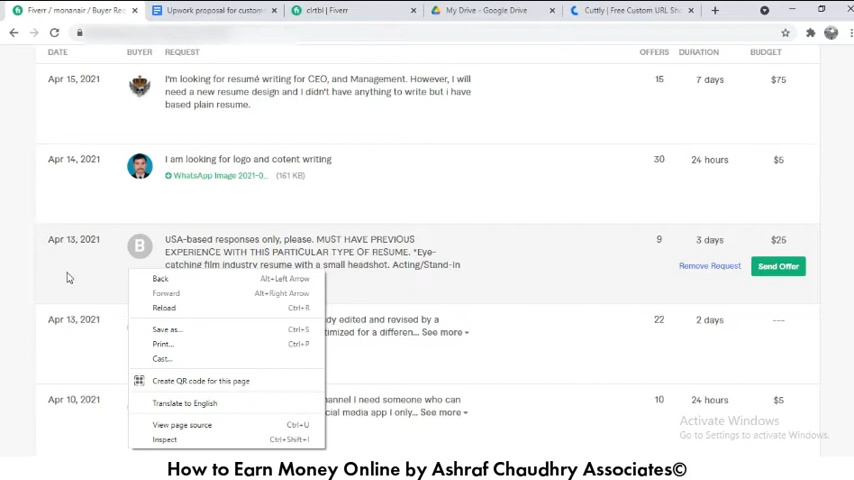 Fiverr / monanair / Buyer Rec
Upwork proposal for custom
clrtbl | Fiverr
My Drive - Google Drive
Cuttly | Free Custom URL Sh
DATE BUYER REQUEST OFFERS DURATION BUDGET
Apr 15, 2021 I'm looking for resumé writing for CEO, and Management. However, I will 15 7 days $75
need a new resume design and I didn't have anything to write but i have
based plain resume.
Apr 14, 2021 I am looking for logo and cotent writing 30 24 hours $5
WhatsApp Image 2021-0... (161 KB)
Apr 13, 2021 B USA-based responses only, please. MUST HAVE PREVIOUS 9 3 days $25
EXPERIENCE WITH THIS PARTICULAR TYPE OF RESUME. *Eye-
catching film industry resume with a small headshot. Acting/Stand-In Remove Request Send Offer
Back Alt+Left Arrow
Forward Alt+Right Arrow
Reload Ctrl+R
Save as... Ctrl+S
Print... Ctrl+P
Cast...
Create QR code for this page
Translate to English
View page source Ctrl+U
Inspect Ctrl+Shift+I
Apr 13, 2021 dy edited and revised by a 22 2 days ---
timized for a differen... See more
Apr 10, 2021 hannel I need someone who can 10 24 hours $5
cial media app I only... See more
Activate Windows
Go to Settings to activate Windows.
How to Earn Money Online by Ashraf Chaudhry Associates©